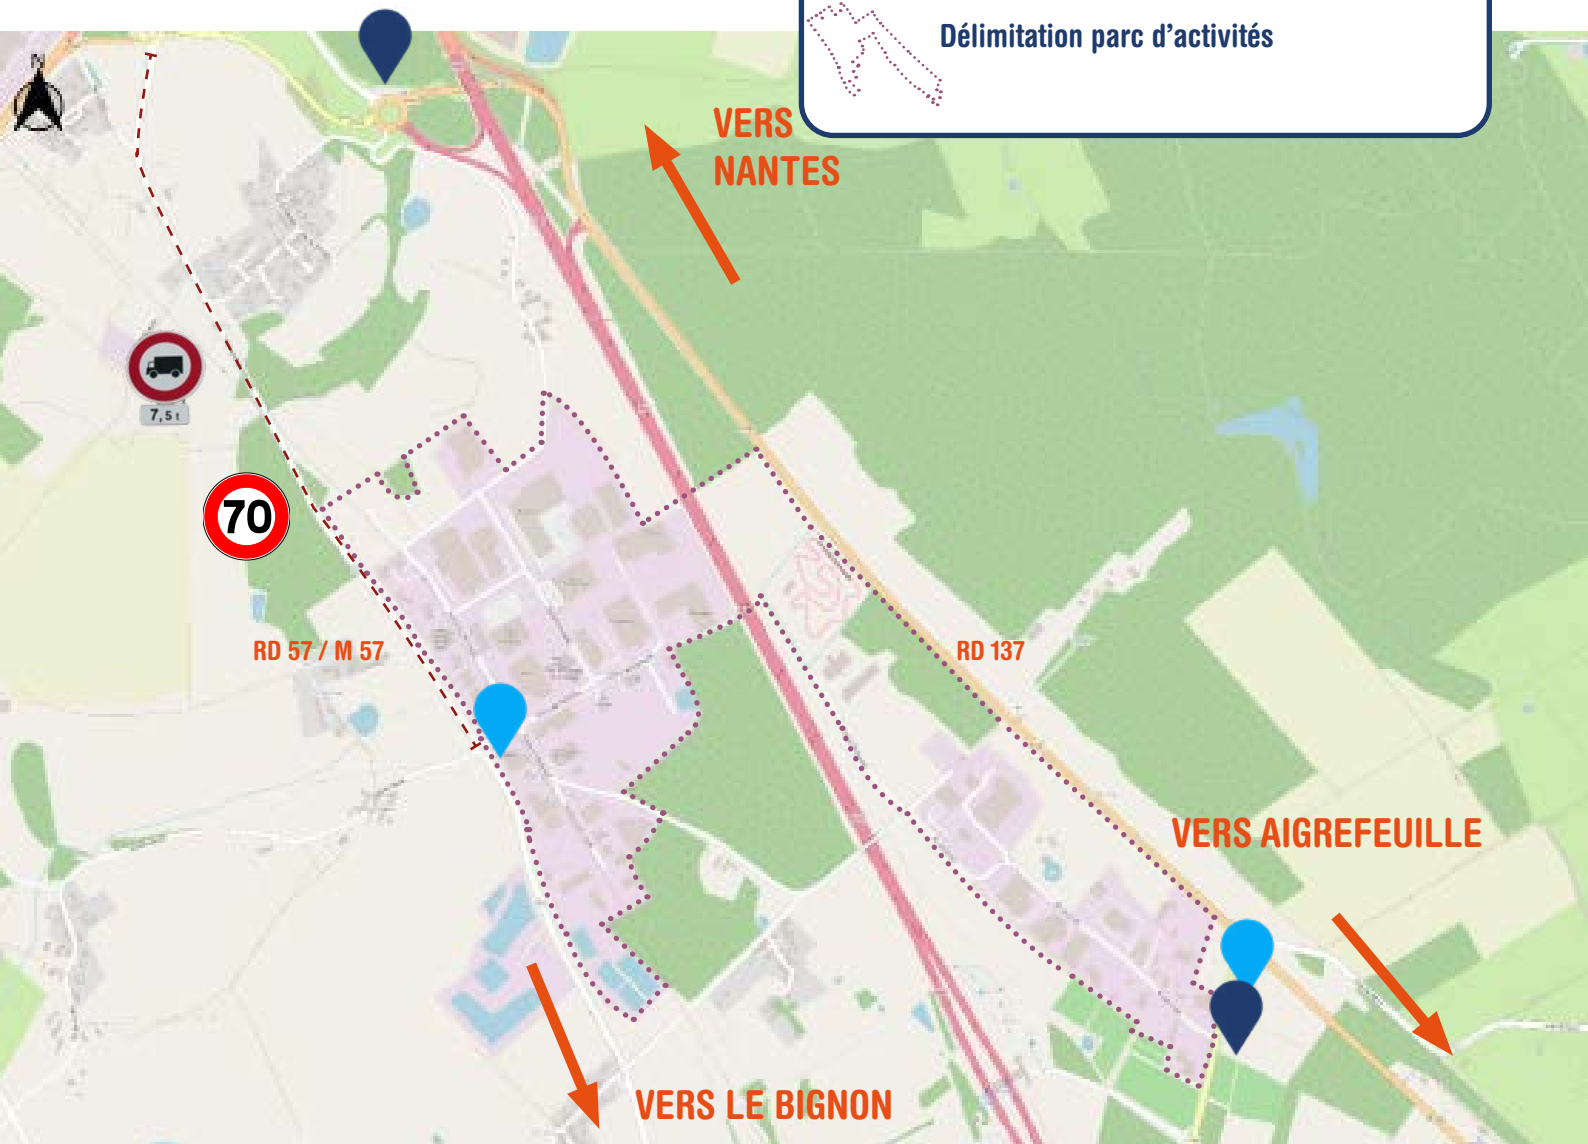 Délimitation parc d’activités
N
VERS
NANTES
7,5 t
70
RD 57 / M 57
RD 137
VERS AIGREFEUILLE
VERS LE BIGNON